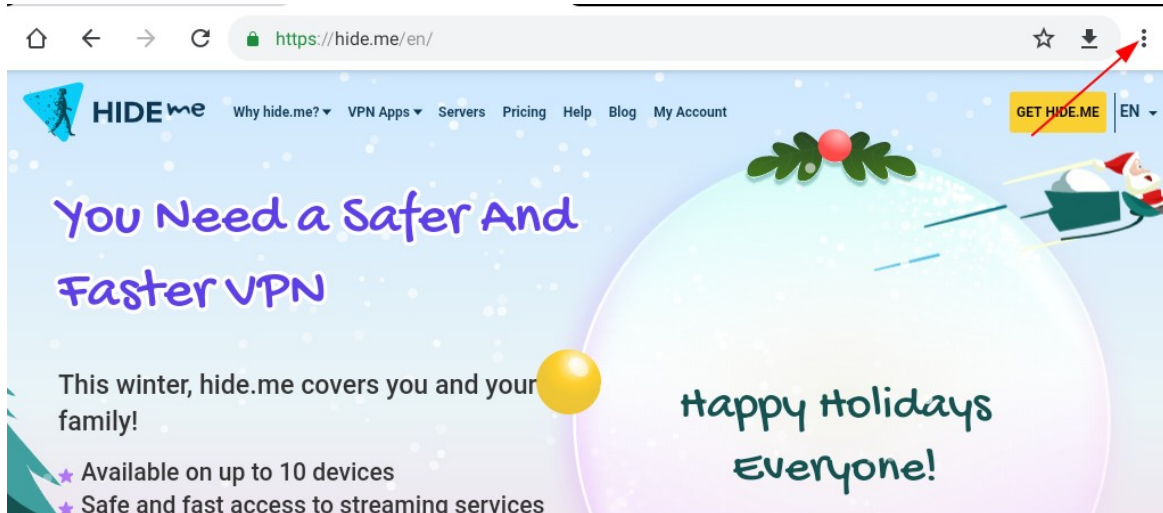 https://hide.me/en/
HIDE me
Why hide.me? VPN Apps Servers Pricing Help Blog My Account
GET HIDE.ME
EN
You Need a Safer And
Faster VPN
This winter, hide.me covers you and your
family!
Available on up to 10 devices
Safe and fast access to streaming services
Happy Holidays
Everyone!